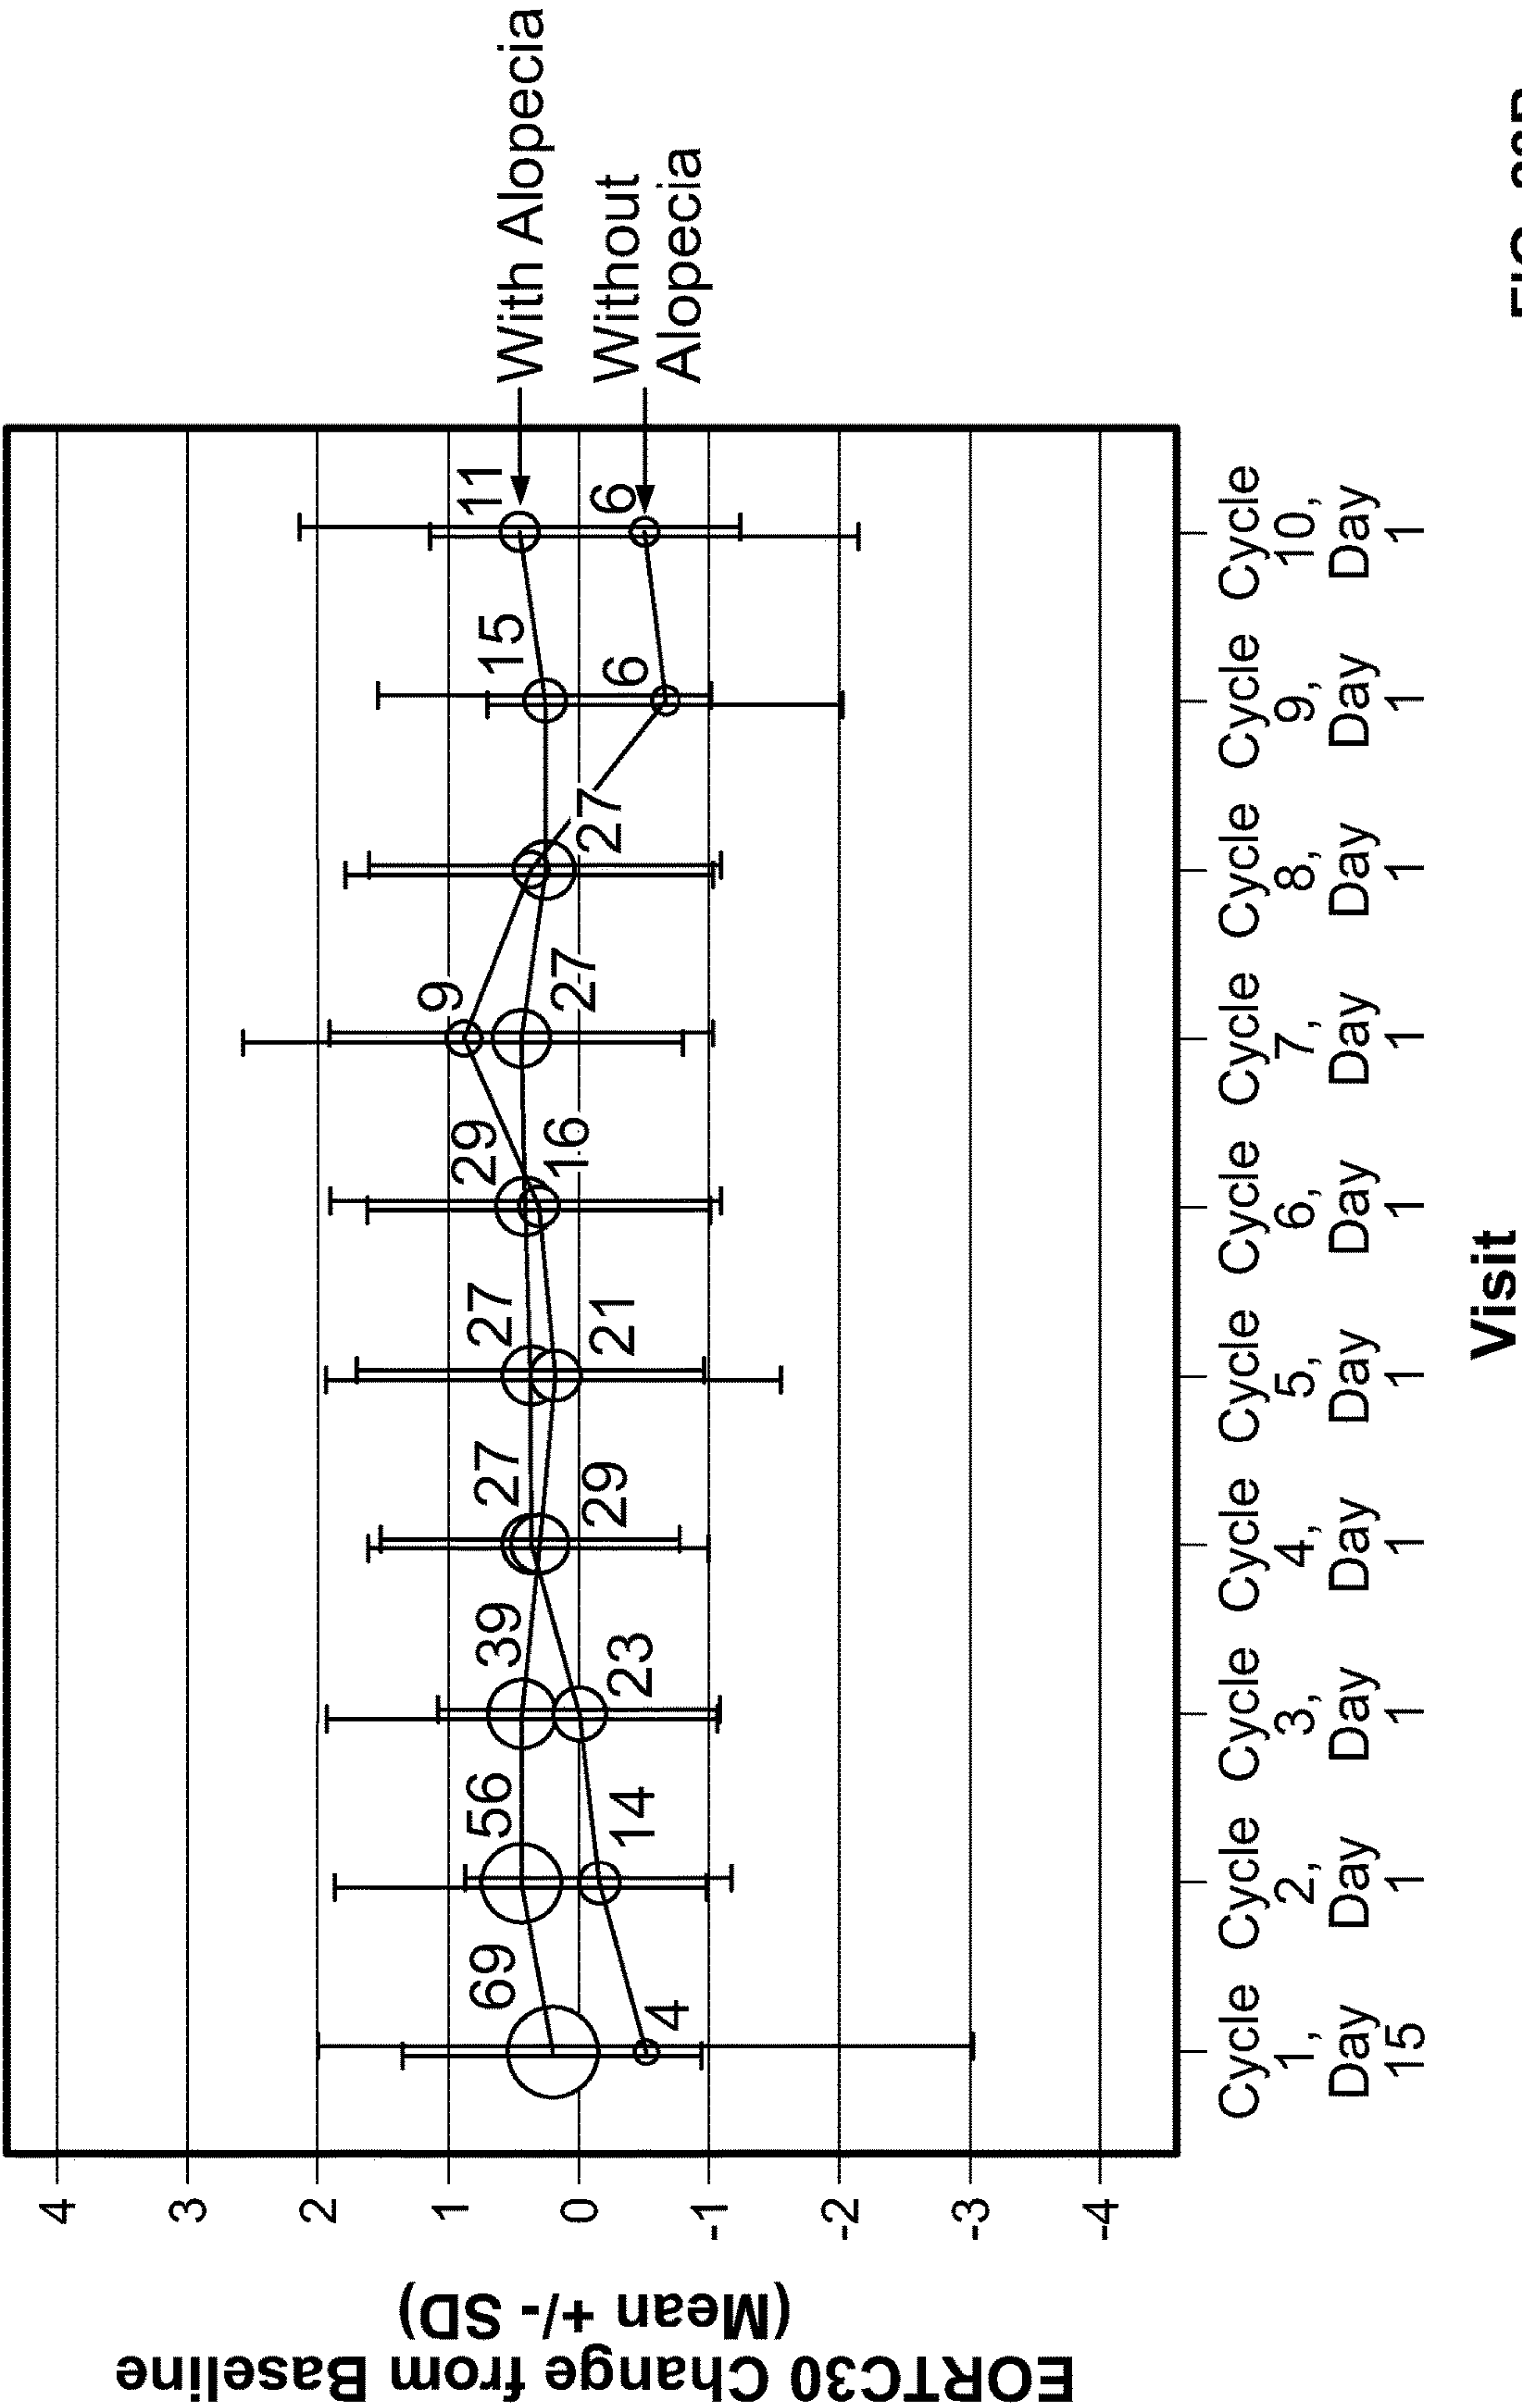 EORTC30 Change from Baseline
(Mean +/- SD)
4
3
2
1
0
-1
-2
-3
-4
69
4
56
14
39
23
27
29
27
21
29
16
9
27
27
15
6
11
6
With Alopecia
Without
Alopecia
Cycle
1,
Day
15
Cycle
2,
Day
1
Cycle
3,
Day
1
Cycle
4,
Day
1
Cycle
5,
Day
1
Cycle
6,
Day
1
Cycle
7,
Day
1
Cycle
8,
Day
1
Cycle
9,
Day
1
Cycle
10,
Day
1
Visit